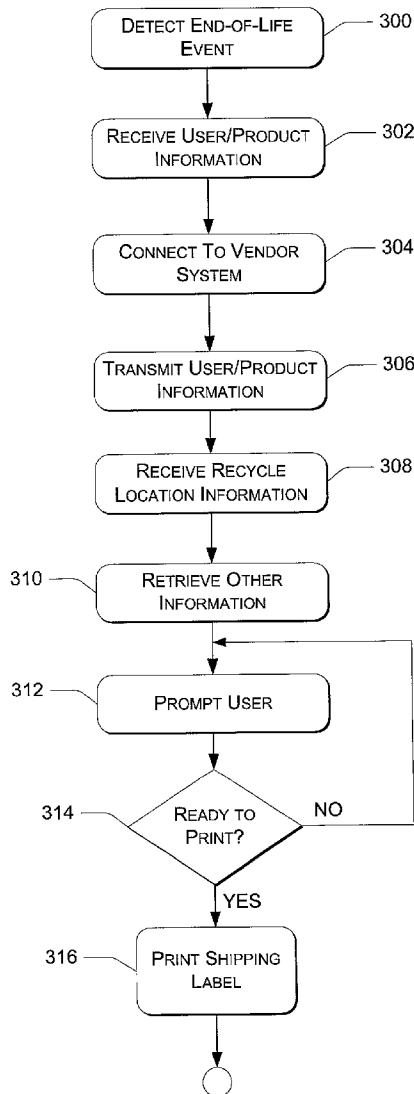 DETECT END-OF-LIFE
EVENT
300
RECEIVE USER/PRODUCT
INFORMATION
302
CONNECT TO VENDOR
SYSTEM
304
TRANSMIT USER/PRODUCT
INFORMATION
306
RECEIVE RECYCLE
LOCATION INFORMATION
308
310
RETRIEVE OTHER
INFORMATION
312
PROMPT USER
314
READY TO
PRINT?
NO
YES
316
PRINT SHIPPING
LABEL